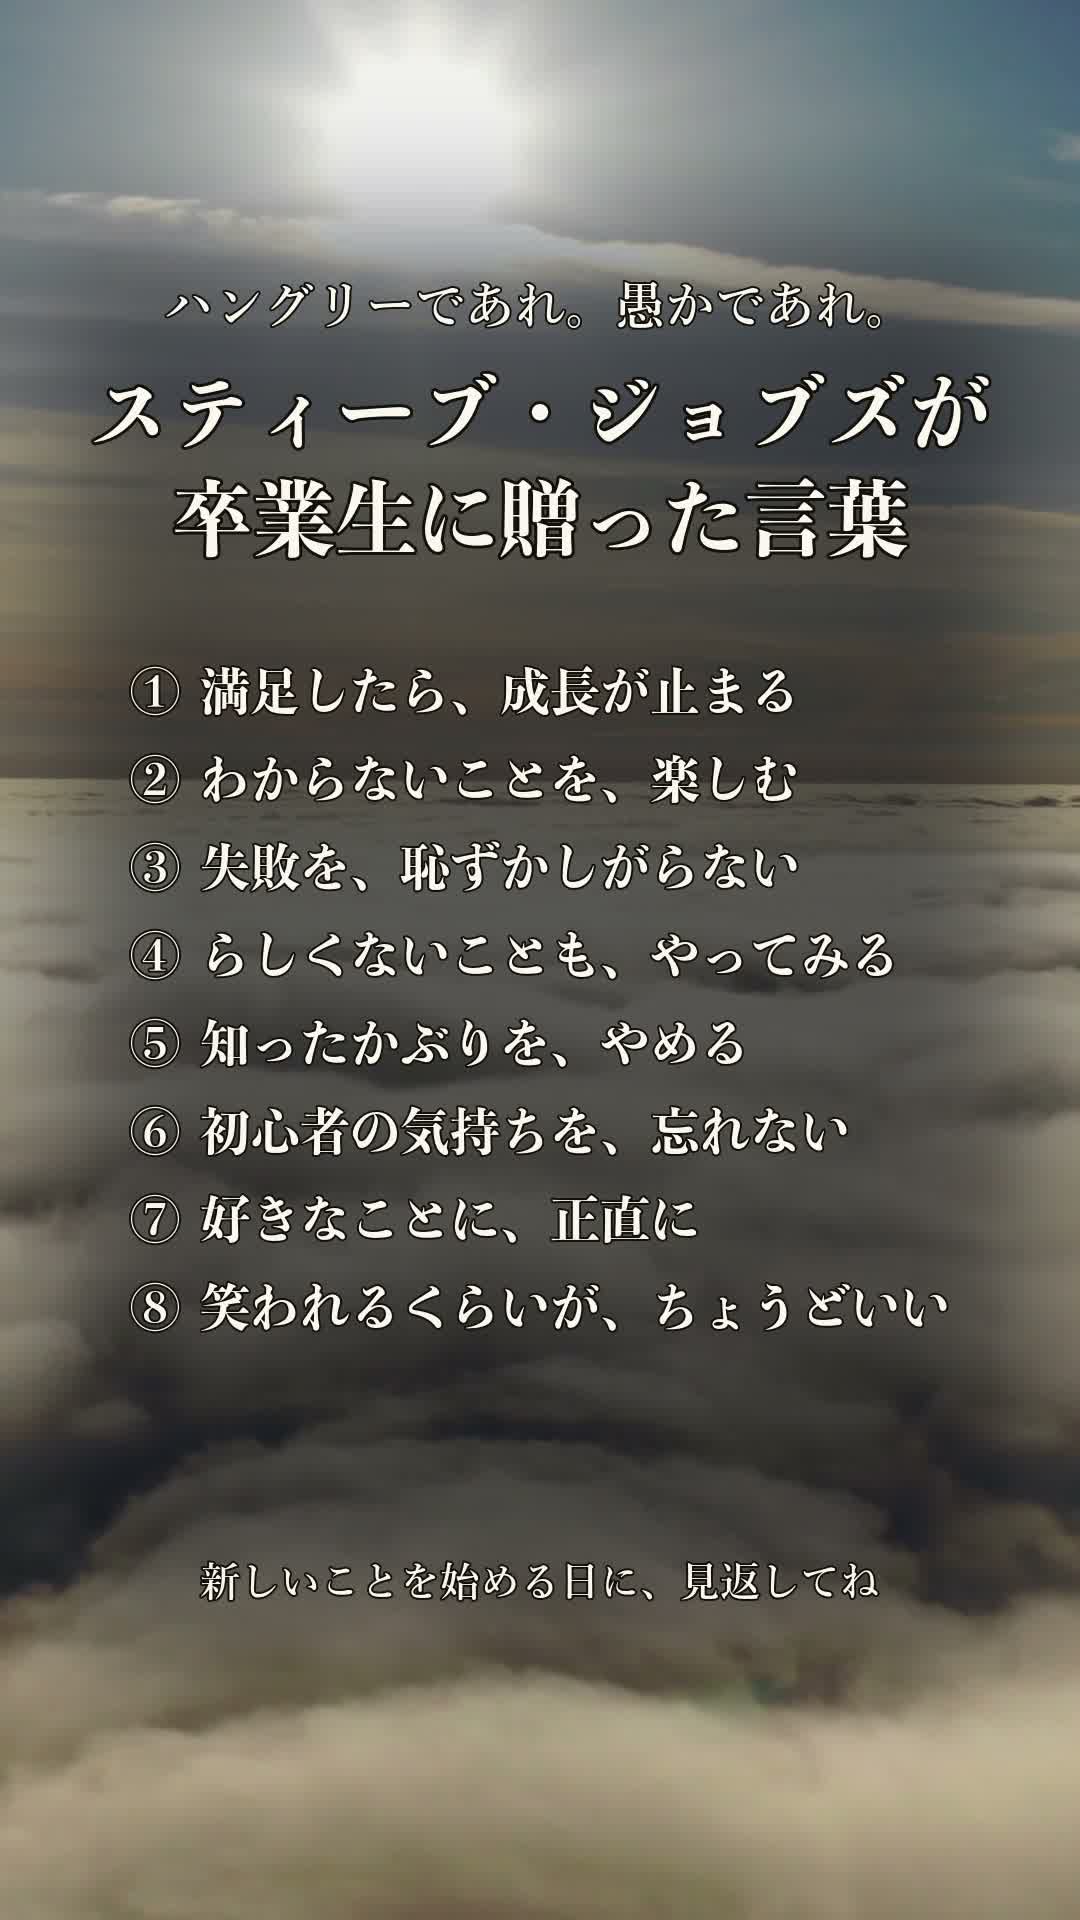 ハングリーであれ。愚かであれ。
スティーブ・ジョブズが
卒業生に贈った言葉
① 満足したら、成長が止まる
② わからないことを、楽しむ
③ 失敗を、恥ずかしがらない
④ らしくないことも、やってみる
⑤ 知ったかぶりを、やめる
⑥ 初心者の気持ちを、忘れない
⑦ 好きなことに、正直に
⑧ 笑われるくらいが、ちょうどいい
新しいことを始める日に、見返してね